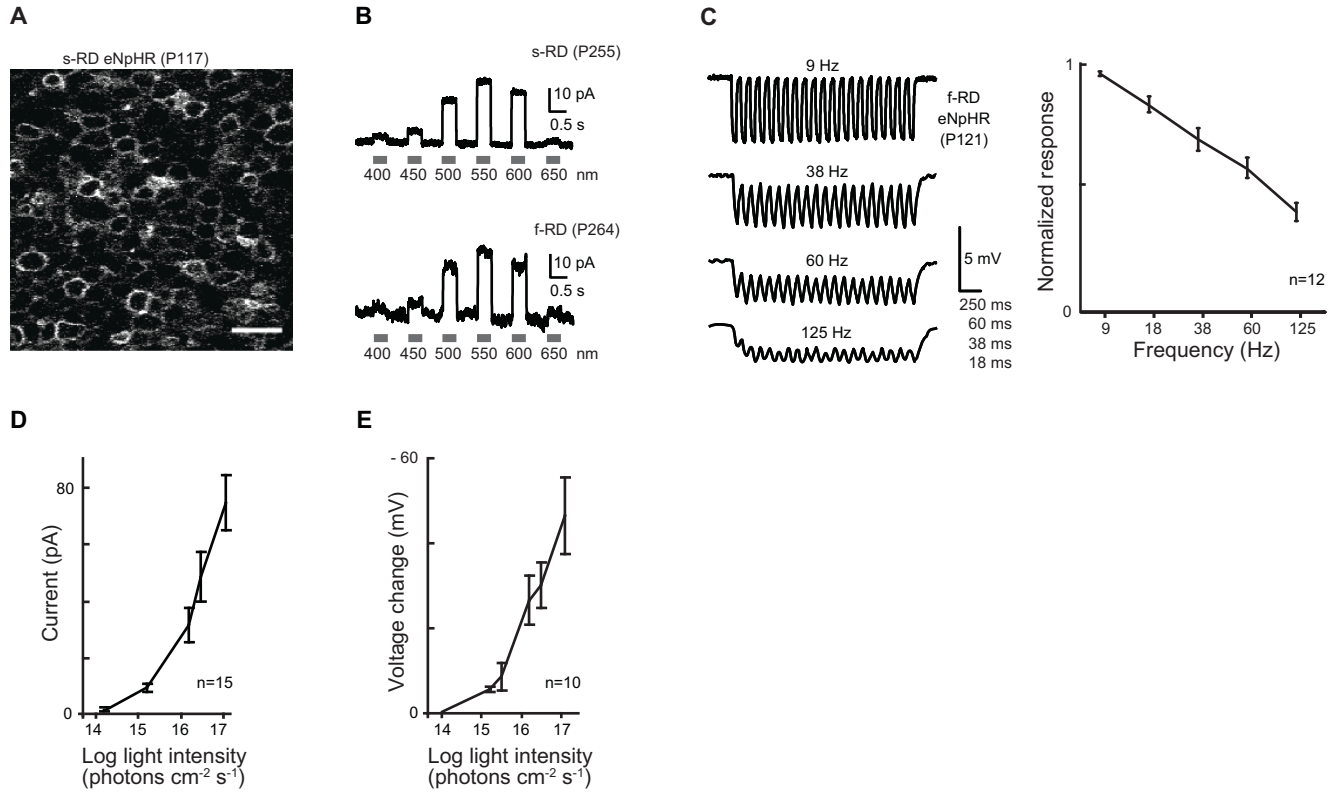 A
s-RD eNpHR (P117)
B
s-RD (P255)
10 pA
0.5 s
400 450 500 550 600 650 nm
f-RD (P264)
10 pA
0.5 s
400 450 500 550 600 650 nm
C
9 Hz
f-RD
eNpHR
(P121)
38 Hz
60 Hz
5 mV
125 Hz
250 ms
60 ms
38 ms
18 ms
Normalized response
1
0
n=12
9 18 38 60 125
Frequency (Hz)
D
Current (pA)
80
0
n=15
14 15 16 17
Log light intensity
(photons cm⁻² s⁻¹)
E
Voltage change (mV)
- 60
0
n=10
14 15 16 17
Log light intensity
(photons cm⁻² s⁻¹)